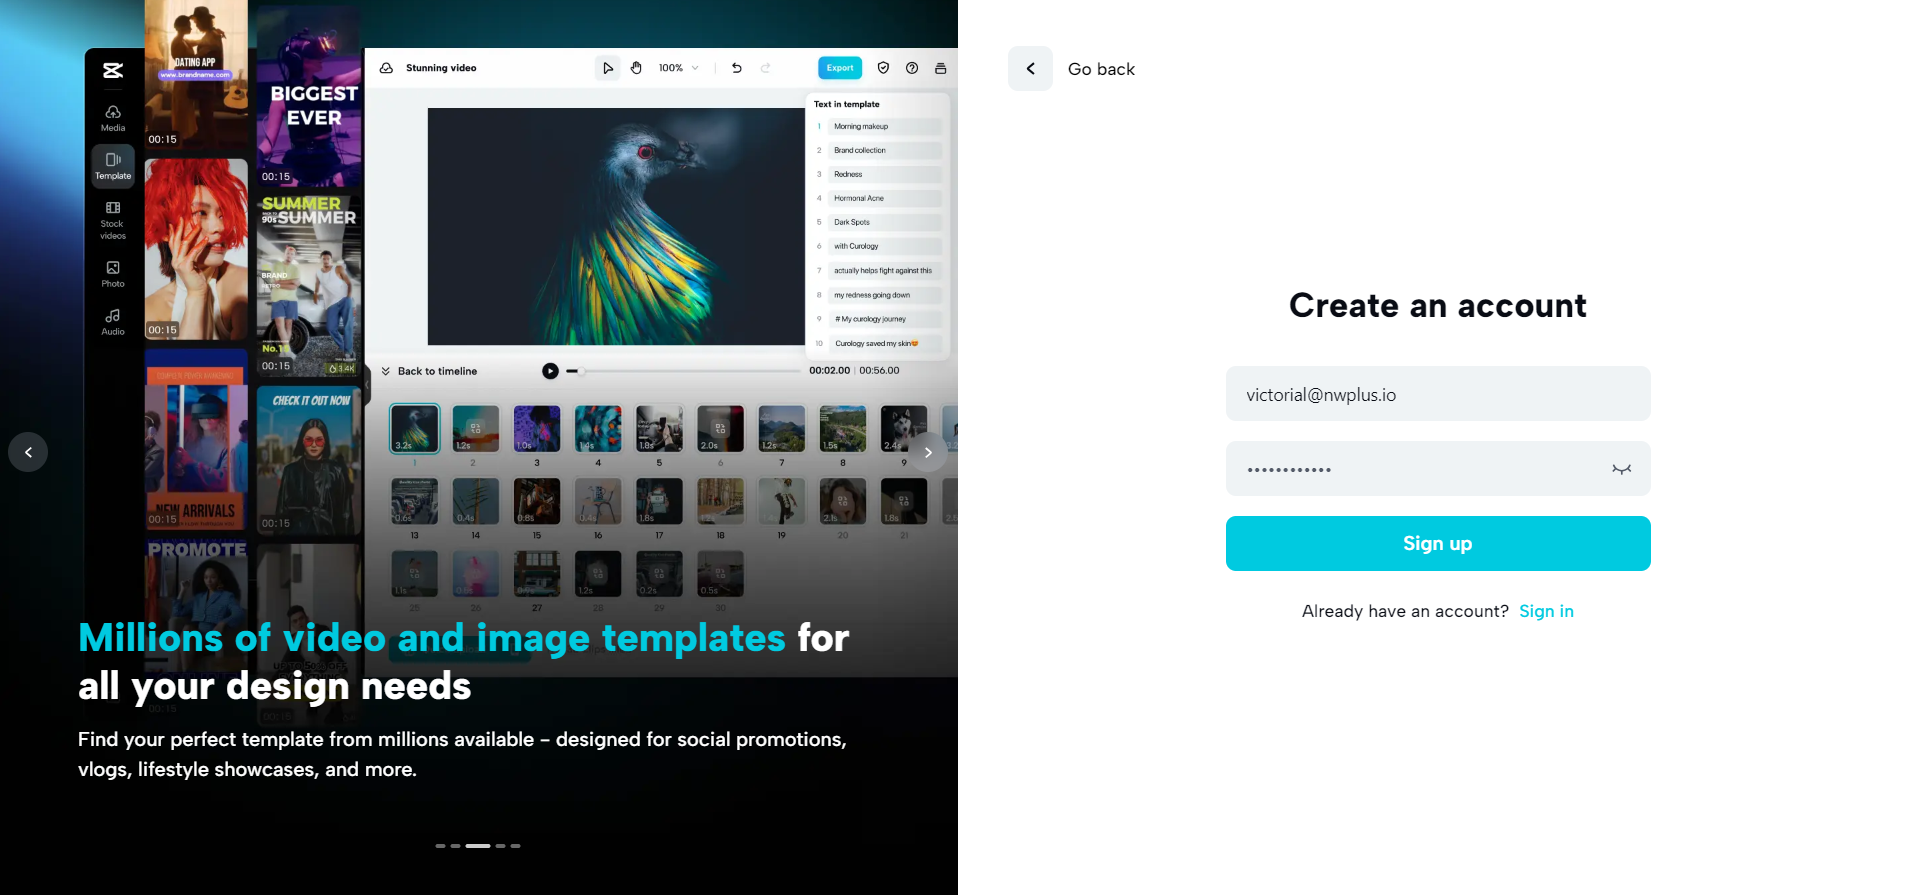 DATING APP
www.brandname.com
00:15
BIGGEST
EVER
00:15
00:15
SUMMER
SUMMER
90s
BRAND
No.15
00:15
3.4K
NEW ARRIVALS
00:15
CHECK IT OUT NOW
00:15
PROMOTE
Media
Template
Stock
videos
Photo
Audio
Stunning video
100%
Export
Text in template
1 Morning makeup
2 Brand collection
3 Redness
4 Hormonal Acne
5 Dark Spots
6 with Curology
7 actually helps fight against this
8 my redness going down
9 # My curology journey
10 Curology saved my skin😍
Back to timeline
00:02.00 | 00:56.00
3.2s 1.2s 1.0s 1.4s 1.8s 2.0s 1.2s 1.5s 2.4s
1 2 3 4 5 6 7 8 9
0.6s 0.4s 0.8s 0.4s 1.8s 1.2s 1.4s 2.1s 1.8s
13 14 15 16 17 18 19 20 21
1.1s 1.2s 0.2s 0.5s
25 26 27 28 29 30
Millions of video and image templates for
all your design needs
00:15
Find your perfect template from millions available – designed for social promotions,
vlogs, lifestyle showcases, and more.
Go back
Create an account
victorial@nwplus.io
••••••••••••
Sign up
Already have an account? Sign in